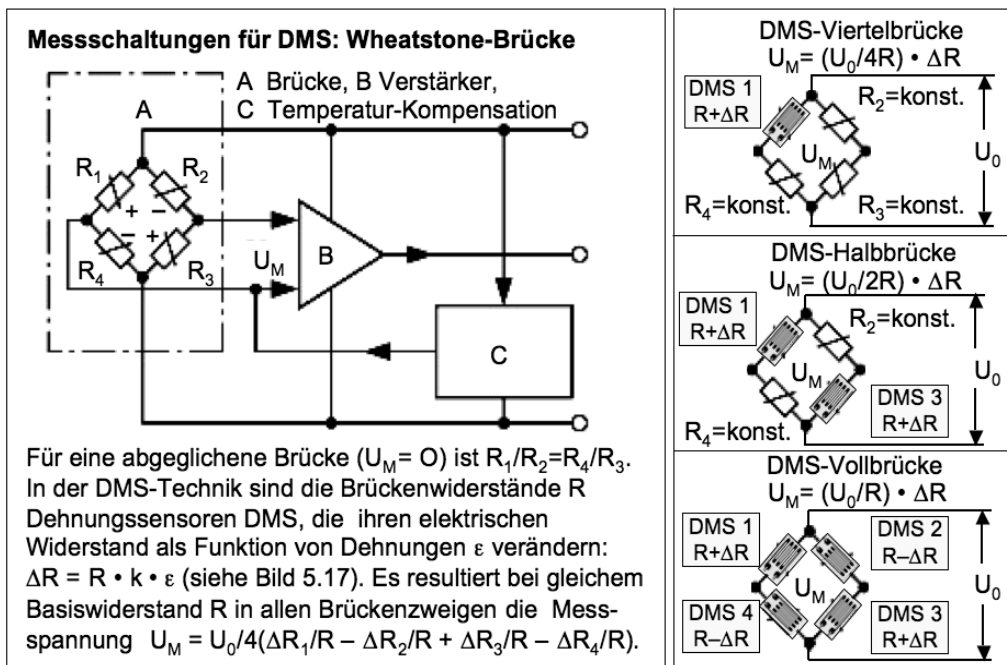 Messschaltungen für DMS: Wheatstone-Brücke
A Brücke, B Verstärker,
C Temperatur-Kompensation
A
R1
R2
+ –
– +
R4
R3
UM
B
C
Für eine abgeglichene Brücke (UM= O) ist R1/R2=R4/R3.
In der DMS-Technik sind die Brückenwiderstände R
Dehnungssensoren DMS, die ihren elektrischen
Widerstand als Funktion von Dehnungen ε verändern:
ΔR = R • k • ε (siehe Bild 5.17). Es resultiert bei gleichem
Basiswiderstand R in allen Brückenzweigen die Mess-
spannung UM = U0/4(ΔR1/R – ΔR2/R + ΔR3/R – ΔR4/R).
DMS-Viertelbrücke
UM = (U0/4R) • ΔR
DMS 1
R+ΔR
R2=konst.
UM
U0
R4=konst.
R3=konst.
DMS-Halbbrücke
UM = (U0/2R) • ΔR
DMS 1
R+ΔR
R2=konst.
UM
U0
DMS 3
R+ΔR
R4=konst.
DMS-Vollbrücke
UM = (U0/R) • ΔR
DMS 1
R+ΔR
DMS 2
R–ΔR
UM
U0
DMS 4
R–ΔR
DMS 3
R+ΔR